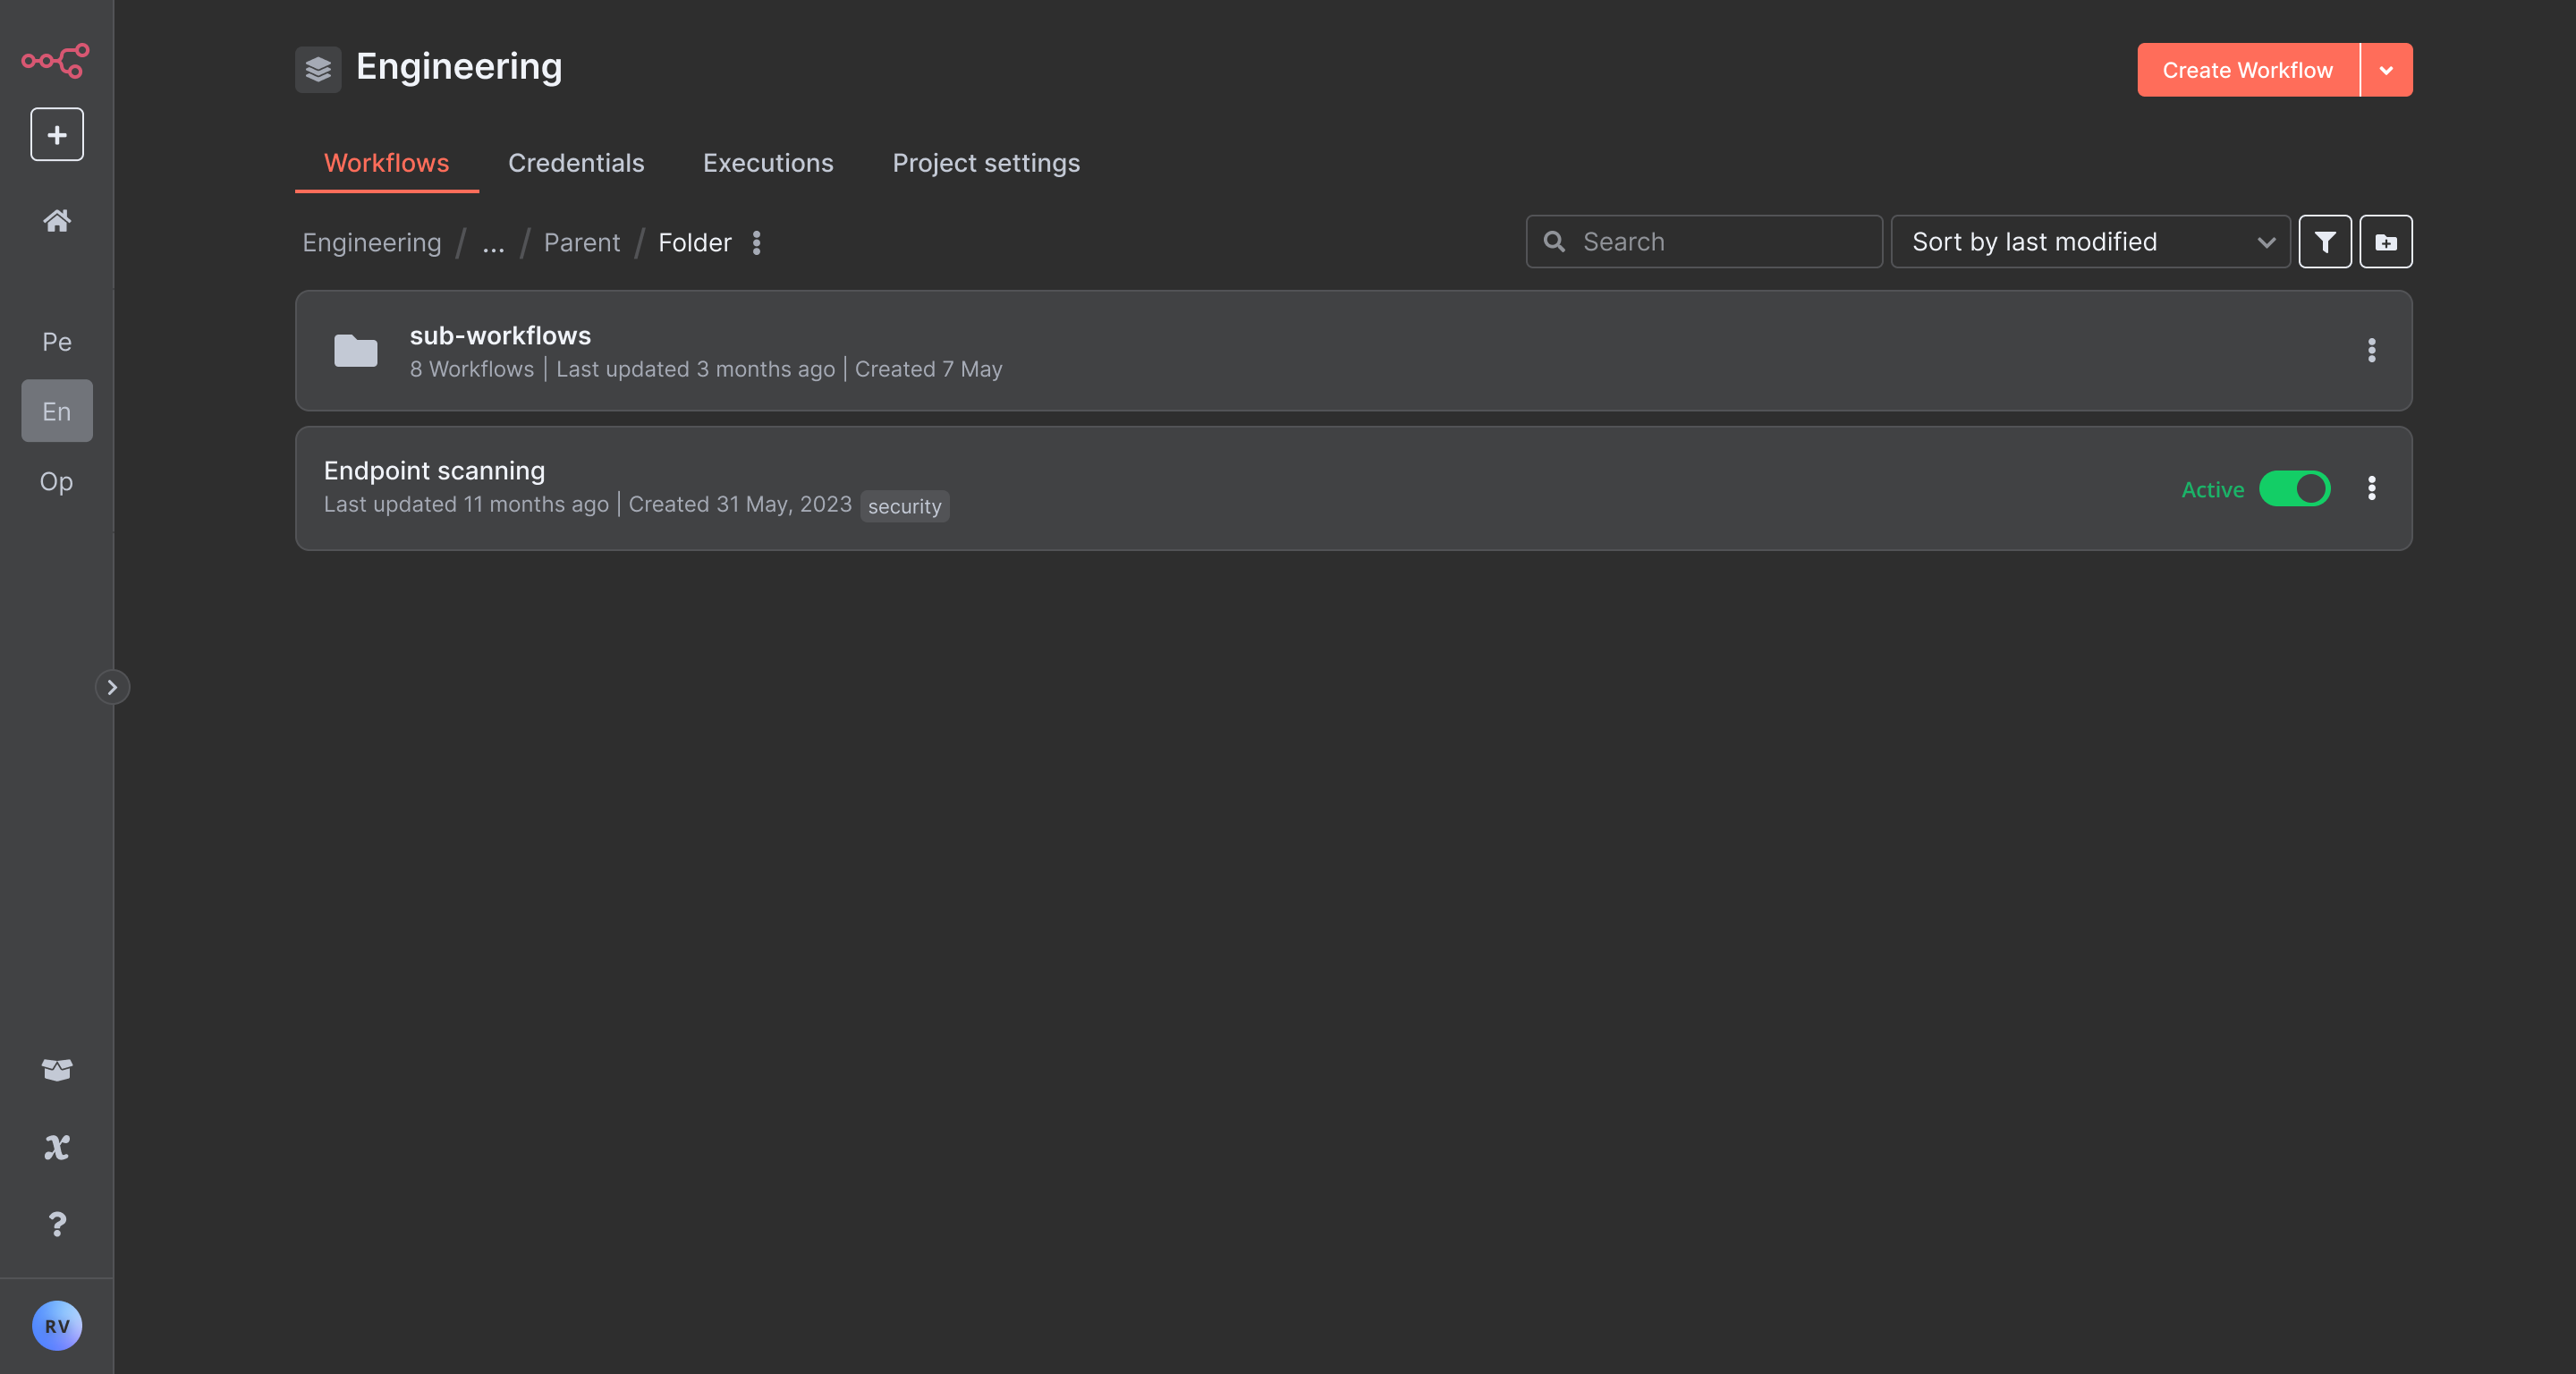 Engineering
Create Workflow
Workflows Credentials Executions Project settings
Engineering / ... / Parent / Folder
Search
Sort by last modified
Pe
En
Op
sub-workflows
8 Workflows | Last updated 3 months ago | Created 7 May
Endpoint scanning
Last updated 11 months ago | Created 31 May, 2023 security
Active
RV